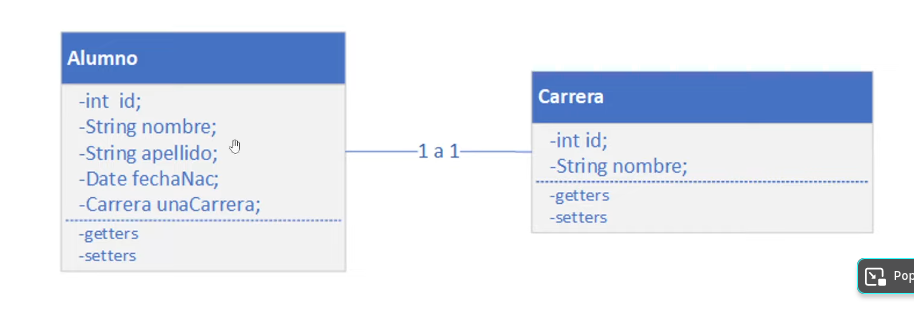 Alumno
-int id;
-String nombre;
-String apellido;
-Date fechaNac;
-Carrera unaCarrera;
-getters
-setters
1 a 1
Carrera
-int id;
-String nombre;
-getters
-setters
Pop